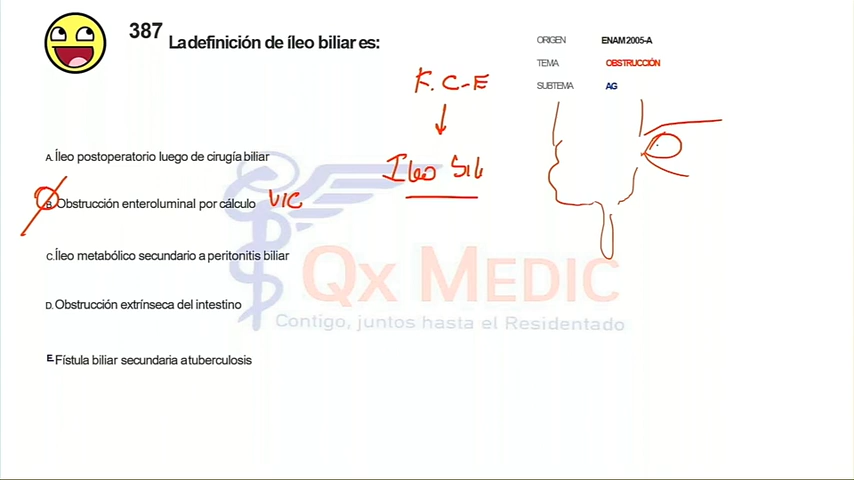 387 La definición de íleo biliar es:
ORIGEN ENAM 2005-A
TEMA OBSTRUCCIÓN
SUBTEMA AG
F. C-E
Íleo Bil
A. Íleo postoperatorio luego de cirugía biliar
B. Obstrucción enteroluminal por cálculo VIC
C. Íleo metabólico secundario a peritonitis biliar
D. Obstrucción extrínseca del intestino
E. Fístula biliar secundaria a tuberculosis
Qx MEDIC
Contigo, juntos hasta el Residentado